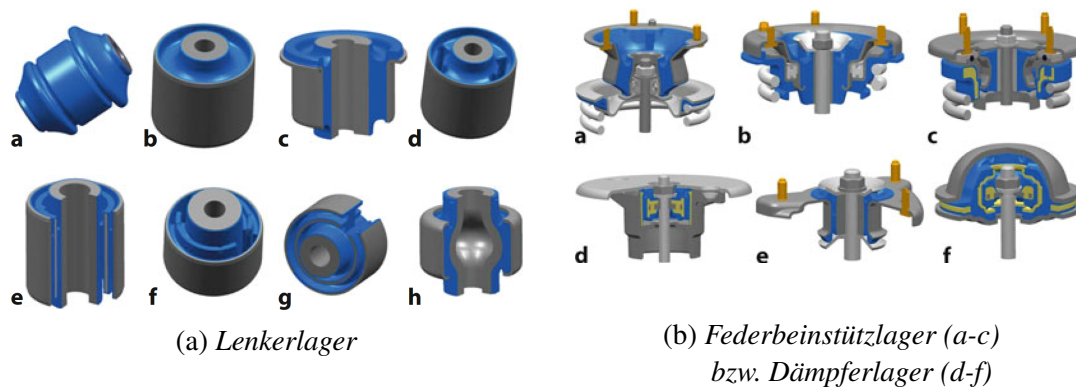 a b c d
a b c
e f g h
d e f
(a) Lenkerlager
(b) Federbeinstützlager (a-c)
bzw. Dämpferlager (d-f)